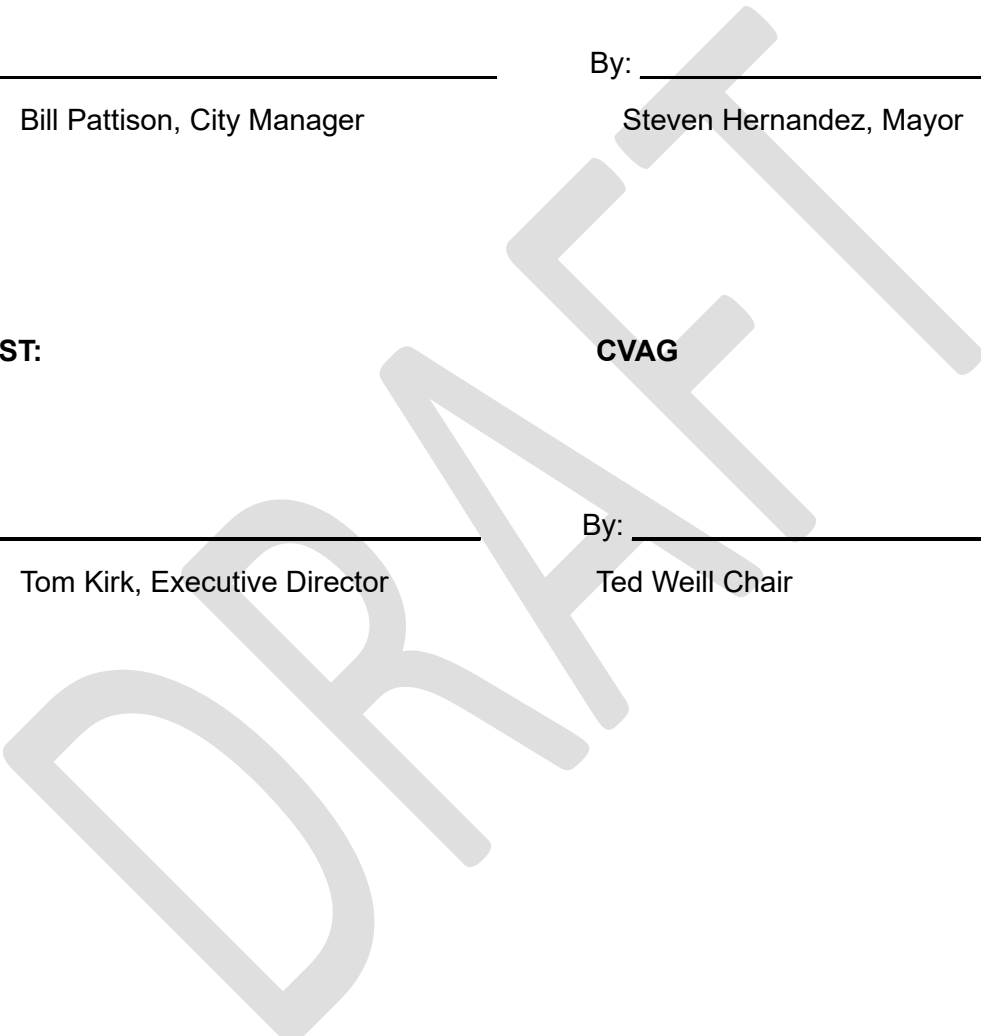 By:
Bill Pattison, City Manager Steven Hernandez, Mayor
ST: CVAG
By:
Tom Kirk, Executive Director Ted Weill Chair
DRAFT